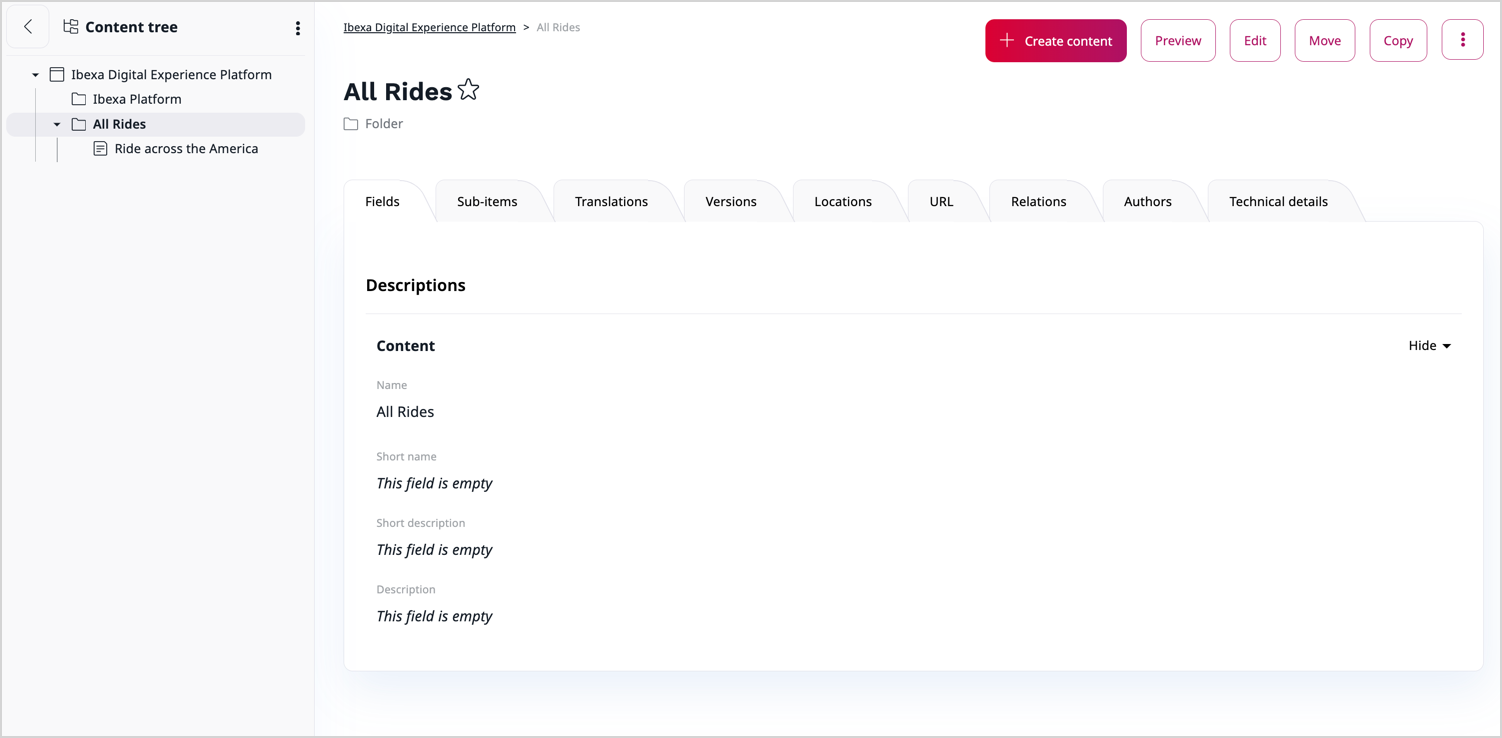 Content tree
Ibexa Digital Experience Platform
Ibexa Platform
All Rides
Ride across the America
Ibexa Digital Experience Platform > All Rides
Create content Preview Edit Move Copy
All Rides
Folder
Fields Sub-items Translations Versions Locations URL Relations Authors Technical details
Descriptions
Content Hide
Name
All Rides
Short name
This field is empty
Short description
This field is empty
Description
This field is empty